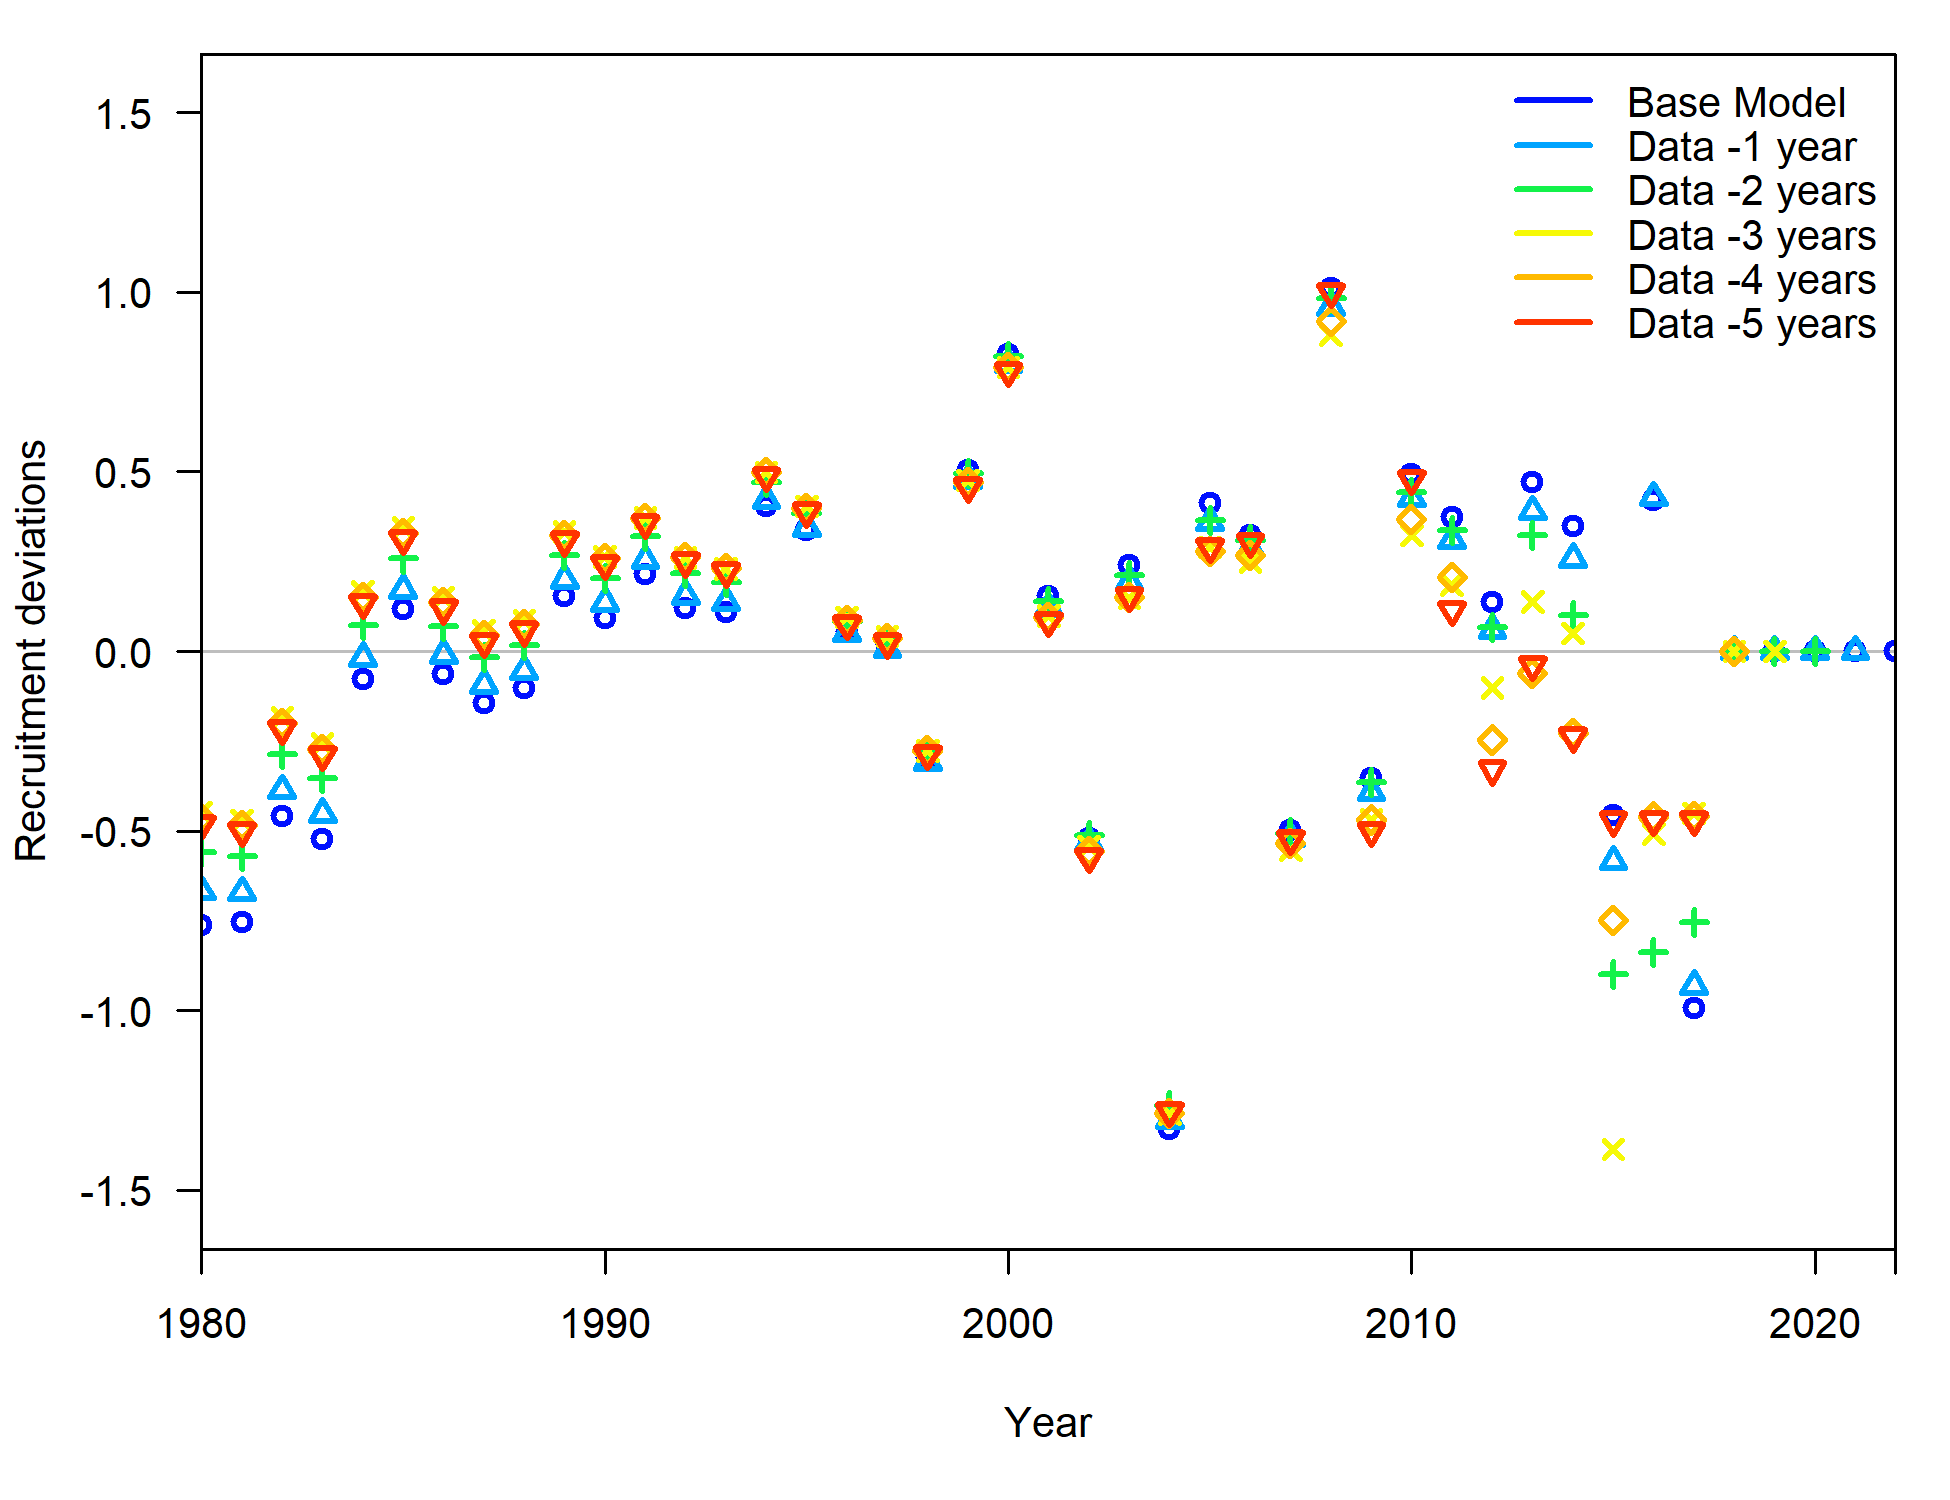 Base Model
Data -1 year
Data -2 years
Data -3 years
Data -4 years
Data -5 years
1.5
1.0
0.5
0.0
-0.5
-1.0
-1.5
Recruitment deviations
1980
1990
2000
2010
2020
Year